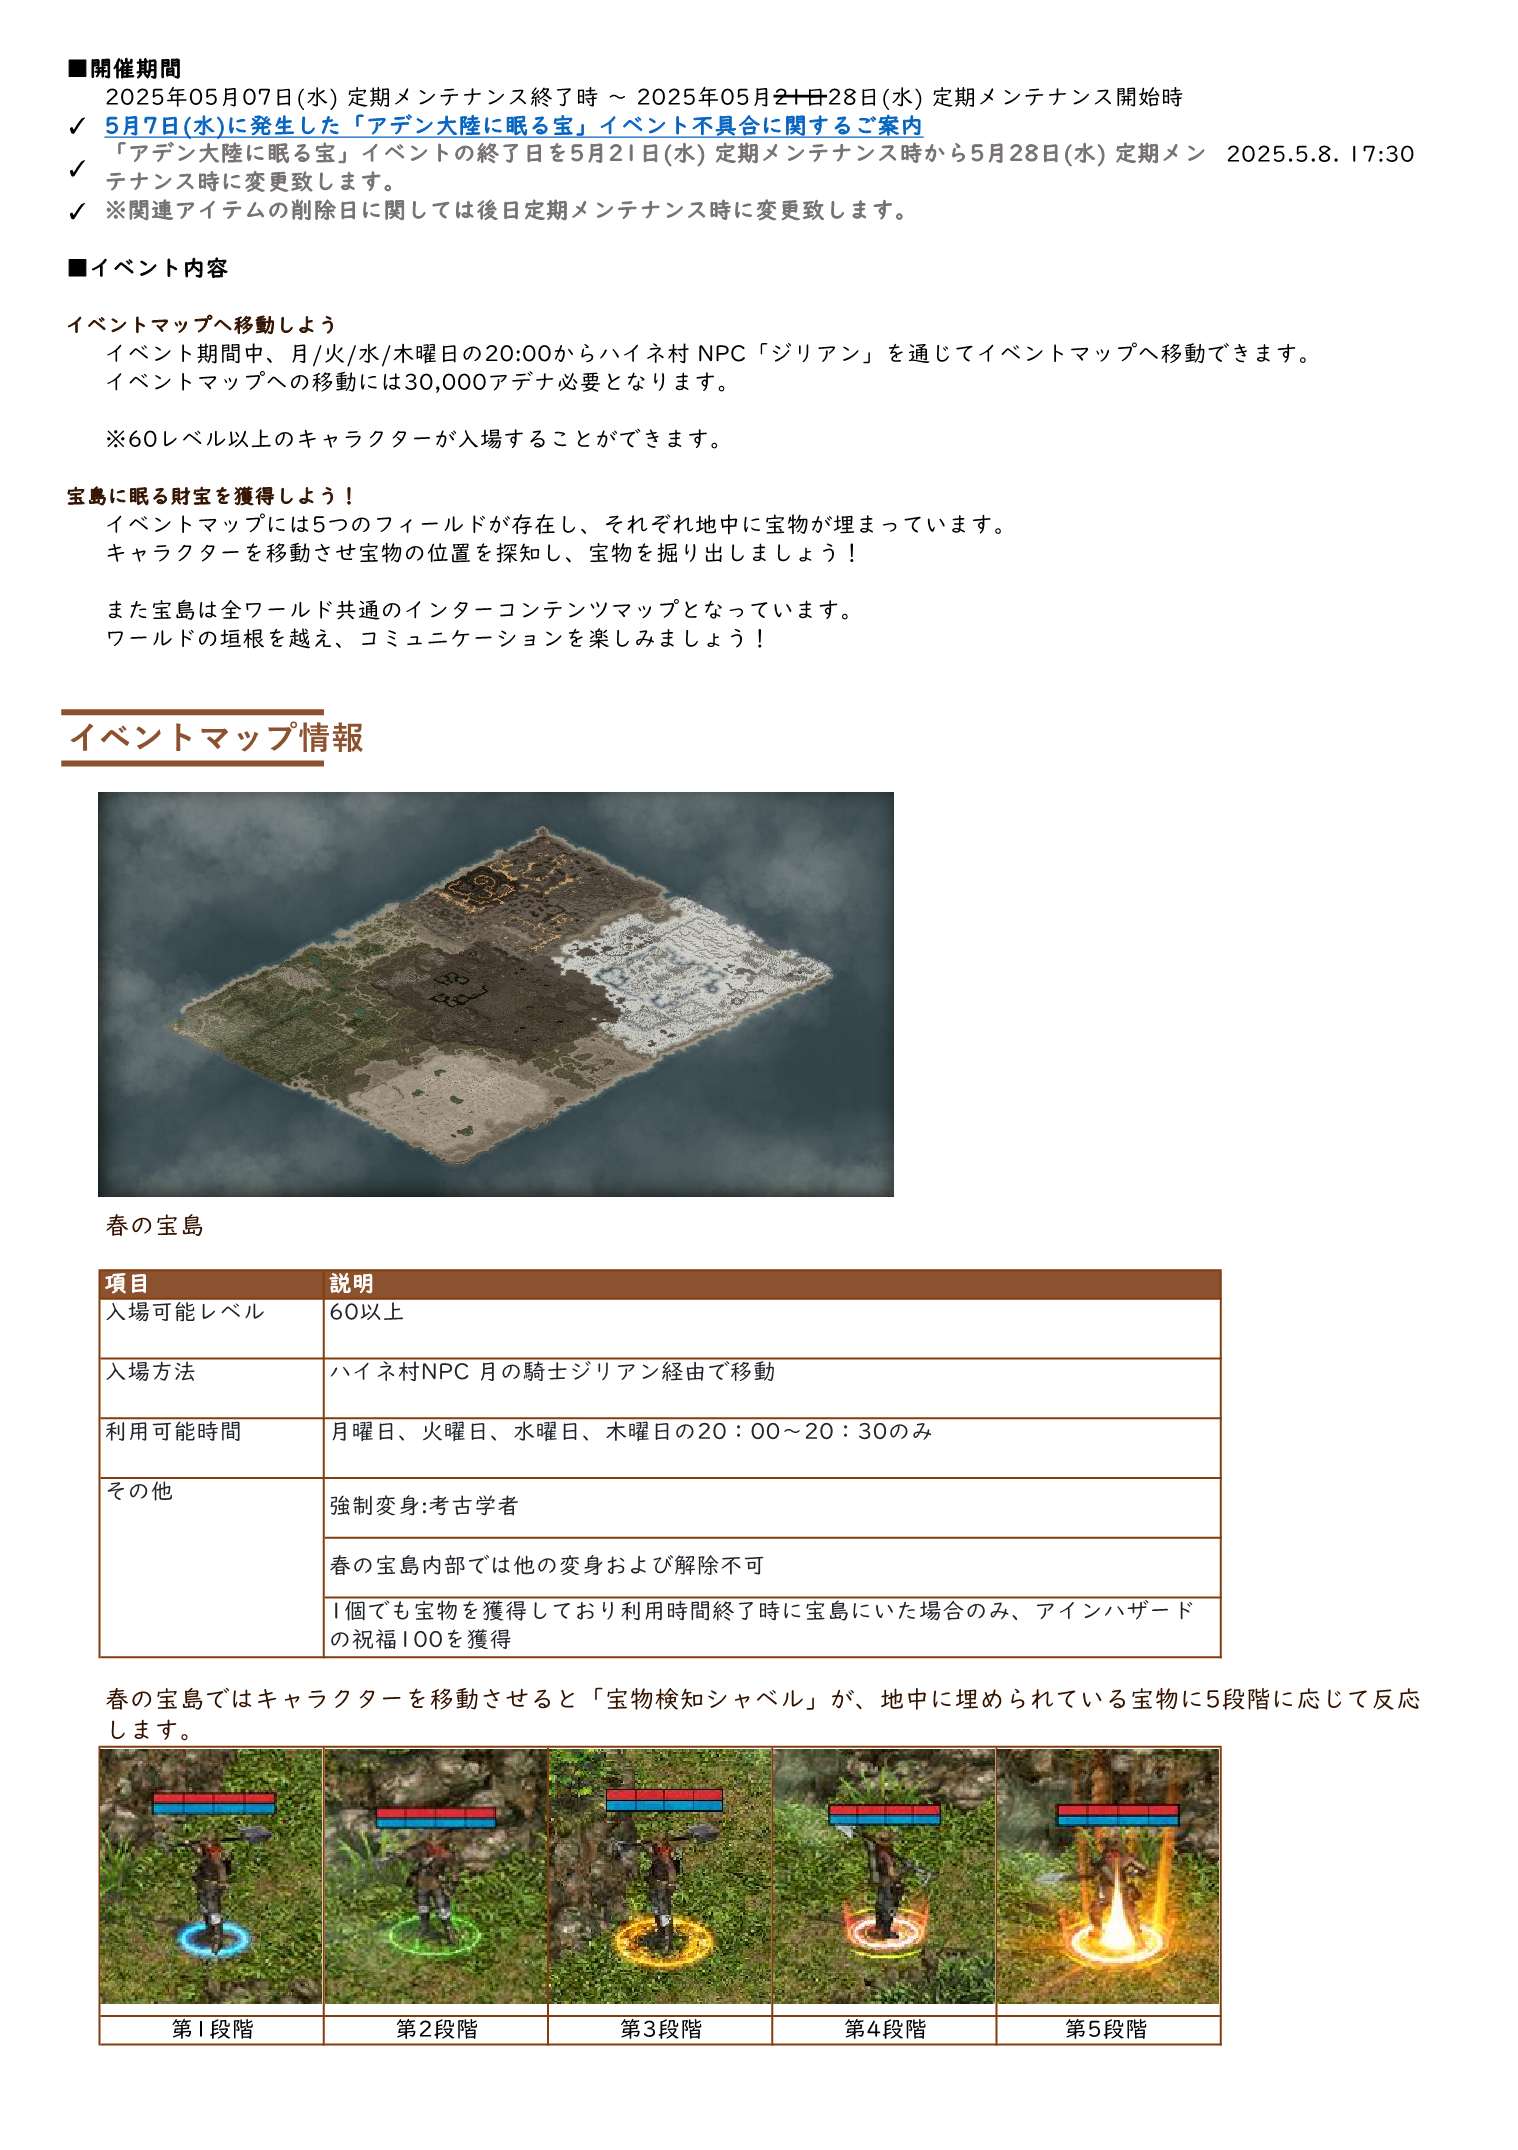 ■開催期間
2025年05月07日(水) 定期メンテナンス終了時 ～ 2025年05月21日28日(水) 定期メンテナンス開始時
✓ 5月7日(水)に発生した「アデン大陸に眠る宝」イベント不具合に関するご案内
✓ 「アデン大陸に眠る宝」イベントの終了日を5月21日(水) 定期メンテナンス時から5月28日(水) 定期メン 2025.5.8. 17:30
テナンス時に変更致します。
✓ ※関連アイテムの削除日に関しては後日定期メンテナンス時に変更致します。
■イベント内容
イベントマップへ移動しよう
イベント期間中、月/火/水/木曜日の20:00からハイネ村 NPC「ジリアン」を通じてイベントマップへ移動できます。
イベントマップへの移動には30,000アデナ必要となります。
※60レベル以上のキャラクターが入場することができます。
宝島に眠る財宝を獲得しよう！
イベントマップには5つのフィールドが存在し、それぞれ地中に宝物が埋まっています。
キャラクターを移動させ宝物の位置を探知し、宝物を掘り出しましょう！
また宝島は全ワールド共通のインターコンテンツマップとなっています。
ワールドの垣根を越え、コミュニケーションを楽しみましょう！
イベントマップ情報
春の宝島
項目 説明
入場可能レベル 60以上
入場方法 ハイネ村NPC 月の騎士ジリアン経由で移動
利用可能時間 月曜日、火曜日、水曜日、木曜日の20：00～20：30のみ
その他 強制変身:考古学者
春の宝島内部では他の変身および解除不可
1個でも宝物を獲得しており利用時間終了時に宝島にいた場合のみ、アインハザード
の祝福100を獲得
春の宝島ではキャラクターを移動させると「宝物検知シャベル」が、地中に埋められている宝物に5段階に応じて反応
します。
第1段階 第2段階 第3段階 第4段階 第5段階